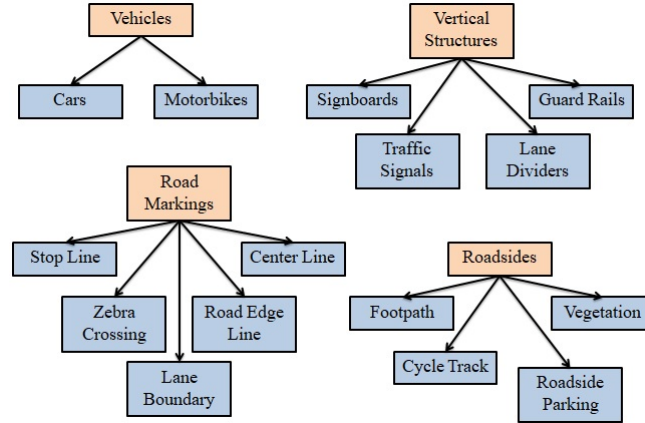 Vehicles
Cars
Motorbikes
Vertical
Structures
Signboards
Guard Rails
Traffic
Signals
Lane
Dividers
Road
Markings
Stop Line
Center Line
Zebra
Crossing
Road Edge
Line
Lane
Boundary
Roadsides
Footpath
Vegetation
Cycle Track
Roadside
Parking